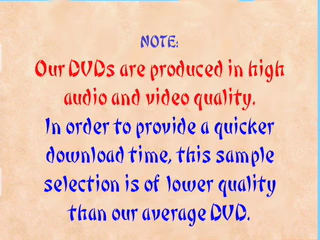 NOTE:
Our DVDs are produced in high
audio and video quality.
In order to provide a quicker
download time, this sample
selection is of lower quality
than our average DVD.